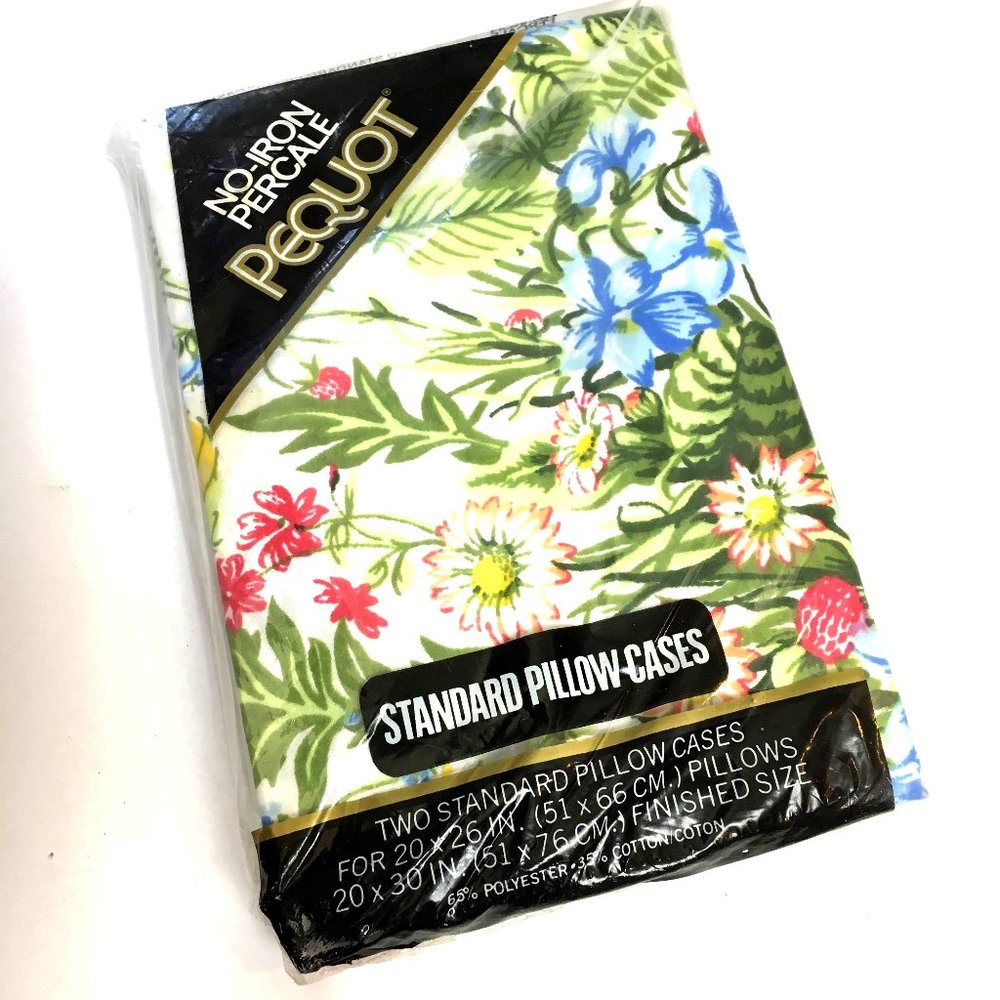 NO-IRON
PERCALE
PEQUOT®
STANDARD PILLOW CASES
TWO STANDARD PILLOW CASES
FOR 20 x 26 IN. (51 x 66 CM.) PILLOWS
20 x 30 IN. (51 x 76 CM.) FINISHED SIZE
65% POLYESTER • 35% COTTON/COTON